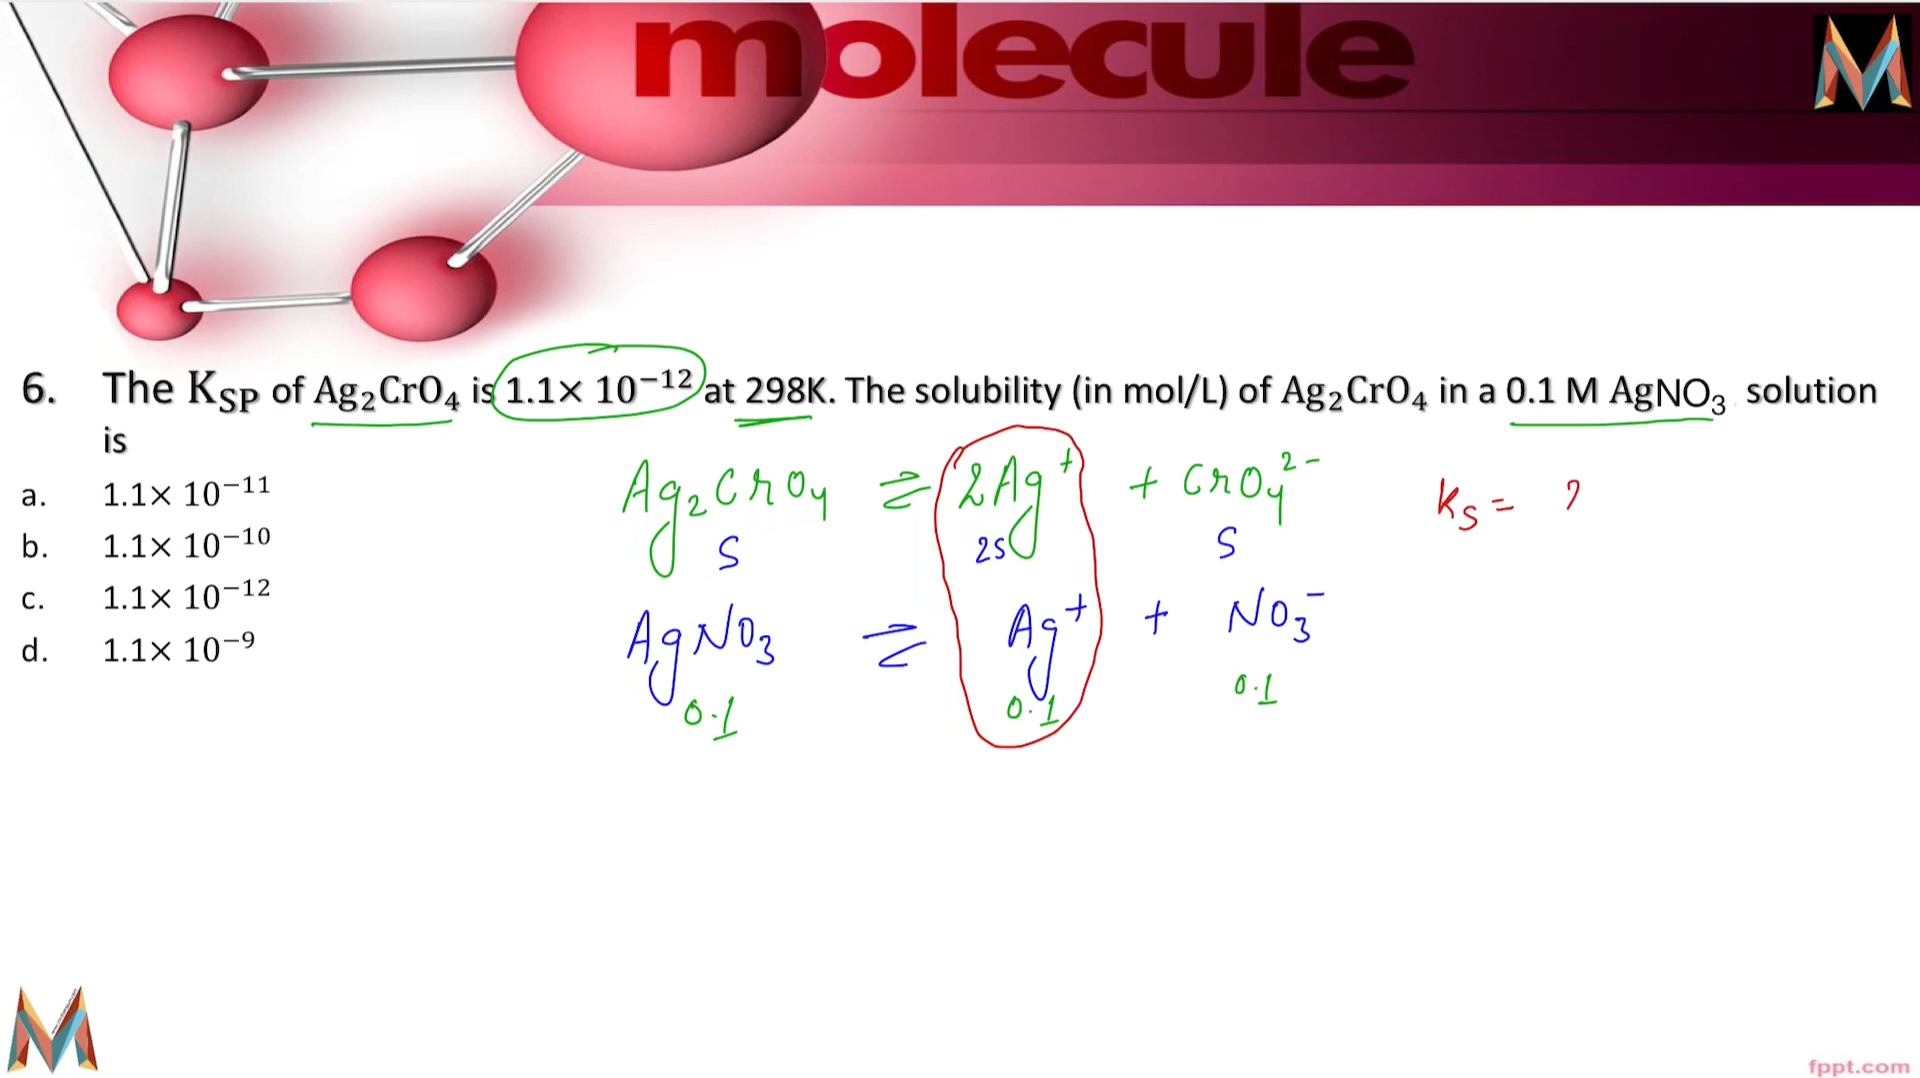 molecule
6. The K_SP of Ag₂CrO₄ is 1.1× 10⁻¹² at 298K. The solubility (in mol/L) of Ag₂CrO₄ in a 0.1 M AgNO₃ solution
is
a. 1.1× 10⁻¹¹
b. 1.1× 10⁻¹⁰
c. 1.1× 10⁻¹²
d. 1.1× 10⁻⁹
Ag₂CrO₄ ⇌ 2Ag⁺ + CrO₄²⁻
S 2S S
Ks = ?
AgNO₃ ⇌ Ag⁺ + NO₃⁻
0.1 0.1 0.1
fppt.com